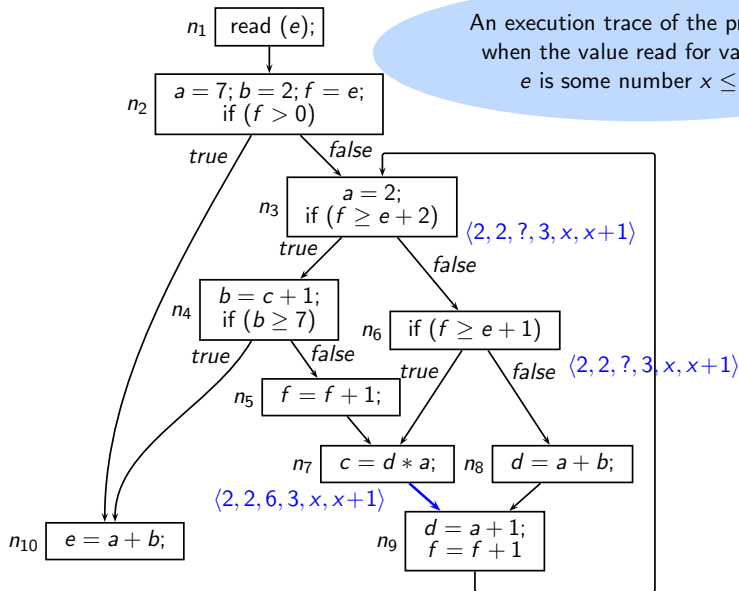 n1 read (e);
An execution trace of the
when the value read for
e is some number x ≤
n2 a = 7; b = 2; f = e;
if (f > 0)
true
false
n3 a = 2;
if (f ≥ e + 2)
⟨2, 2, ?, 3, x, x+1⟩
true
false
n4 b = c + 1;
if (b ≥ 7)
n6 if (f ≥ e + 1)
true
false
true
false
⟨2, 2, ?, 3, x, x+1⟩
n5 f = f + 1;
n7 c = d ∗ a;
n8 d = a + b;
⟨2, 2, 6, 3, x, x+1⟩
n9 d = a + 1;
f = f + 1
n10 e = a + b;